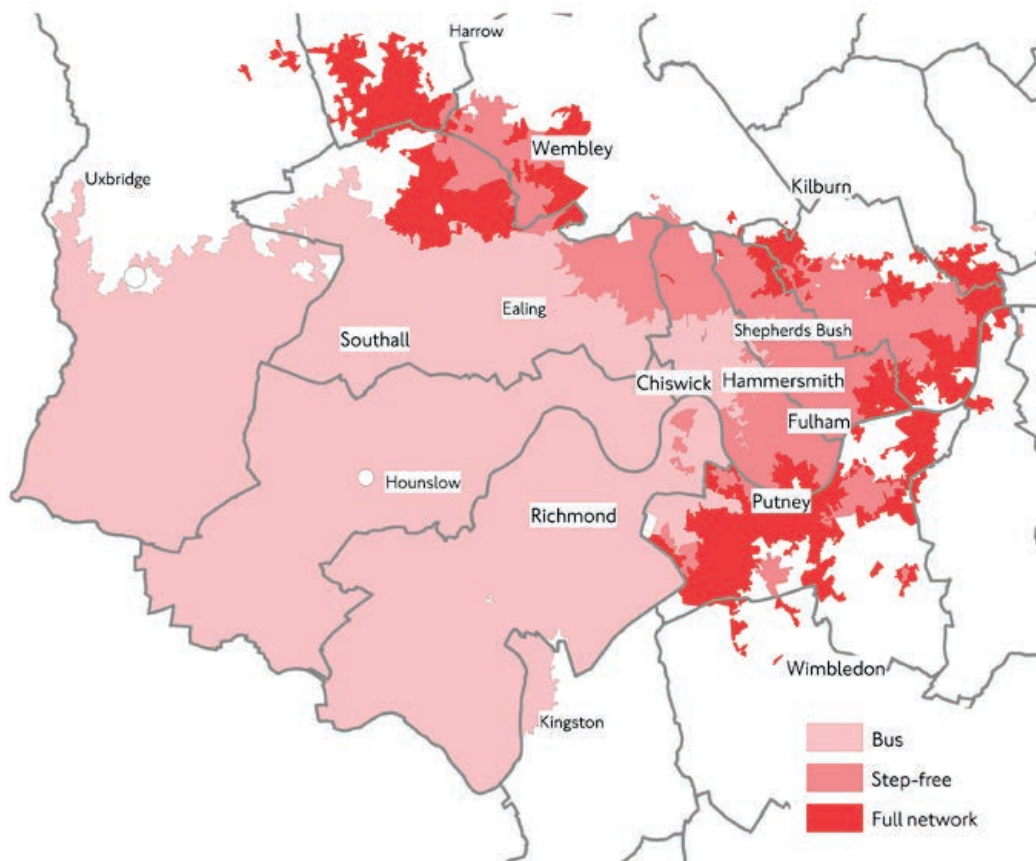 Harrow
Wembley
Uxbridge
Kilburn
Ealing
Shepherds Bush
Southall
Chiswick
Hammersmith
Fulham
Hounslow
Putney
Richmond
Wimbledon
Kingston
Bus
Step-free
Full network